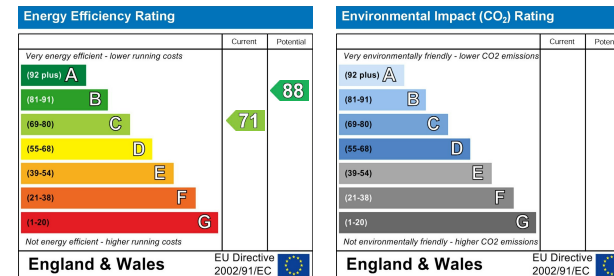 Energy Efficiency Rating
Current Potential
Very energy efficient - lower running costs
(92 plus) A
(81-91) B
(69-80) C
(55-68) D
(39-54) E
(21-38) F
(1-20) G
71
88
Not energy efficient - higher running costs
England & Wales
EU Directive
2002/91/EC
Environmental Impact (CO₂) Rating
Current Poten
Very environmentally friendly - lower CO2 emissions
(92 plus) A
(81-91) B
(69-80) C
(55-68) D
(39-54) E
(21-38) F
(1-20) G
Not environmentally friendly - higher CO2 emissions
England & Wales
EU Directive
2002/91/EC